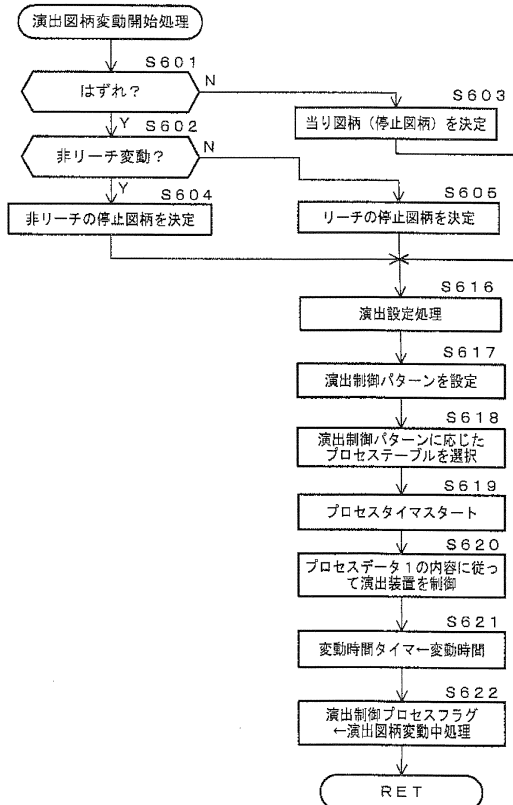 演出図柄変動開始処理
S601
はずれ?
N
Y
S603
当り図柄(停止図柄)を決定
S602
非リーチ変動?
N
Y
S604
非リーチの停止図柄を決定
S605
リーチの停止図柄を決定
S616
演出設定処理
S617
演出制御パターンを設定
S618
演出制御パターンに応じた
プロセステーブルを選択
S619
プロセスタイマスタート
S620
プロセスデータ1の内容に従っ
て演出装置を制御
S621
変動時間タイマ←変動時間
S622
演出制御プロセスフラグ
←演出図柄変動中処理
RET